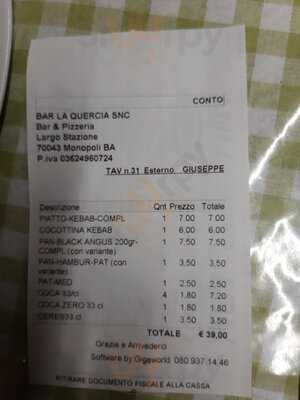 CONTO
BAR LA QUERCIA SNC
Bar & Pizzeria
Largo Stazione
70043 Monopoli BA
P.iva 03624960724
TAV n.31 Esterno GIUSEPPE
Descrizione Qnt Prezzo Totale
PIATTO-KEBAB-COMPL 1 7,00 7,00
COCOTTINA KEBAB 1 6,00 6,00
PAN-BLACK ANGUS 200gr- 1 7,50 7,50
COMPL (con variante)
PAN-HAMBUR-PAT (con 1 3,50 3,50
variante)
PAT-MED 1 2,50 2,50
COCA 33cl 4 1,80 7,20
COCA ZERO 33 cl 1 1,80 1,80
CERES33 cl 1 3,50 3,50
TOTALE € 39,00
Grazie e Arrivederci
Software by Gigaworld 080.937.14.46
RITIRARE DOCUMENTO FISCALE ALLA CASSA